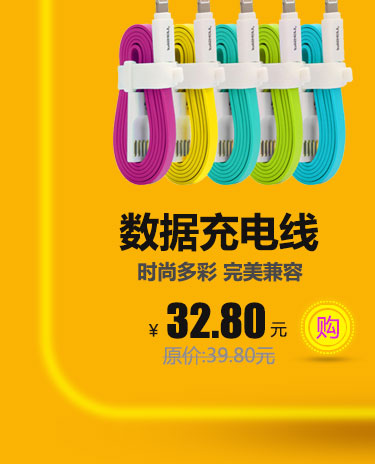 数据充电线
时尚多彩 完美兼容
¥ 32.80 元
购
原价:39.80元